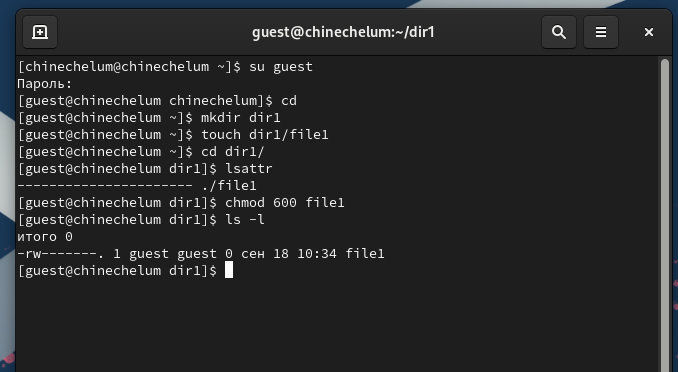 guest@chinechelum:~/dir1
[chinechelum@chinechelum ~]$ su guest
Пароль:
[guest@chinechelum chinechelum]$ cd
[guest@chinechelum ~]$ mkdir dir1
[guest@chinechelum ~]$ touch dir1/file1
[guest@chinechelum ~]$ cd dir1/
[guest@chinechelum dir1]$ lsattr
---------------------- ./file1
[guest@chinechelum dir1]$ chmod 600 file1
[guest@chinechelum dir1]$ ls -l
итого 0
-rw-------. 1 guest guest 0 сен 18 10:34 file1
[guest@chinechelum dir1]$